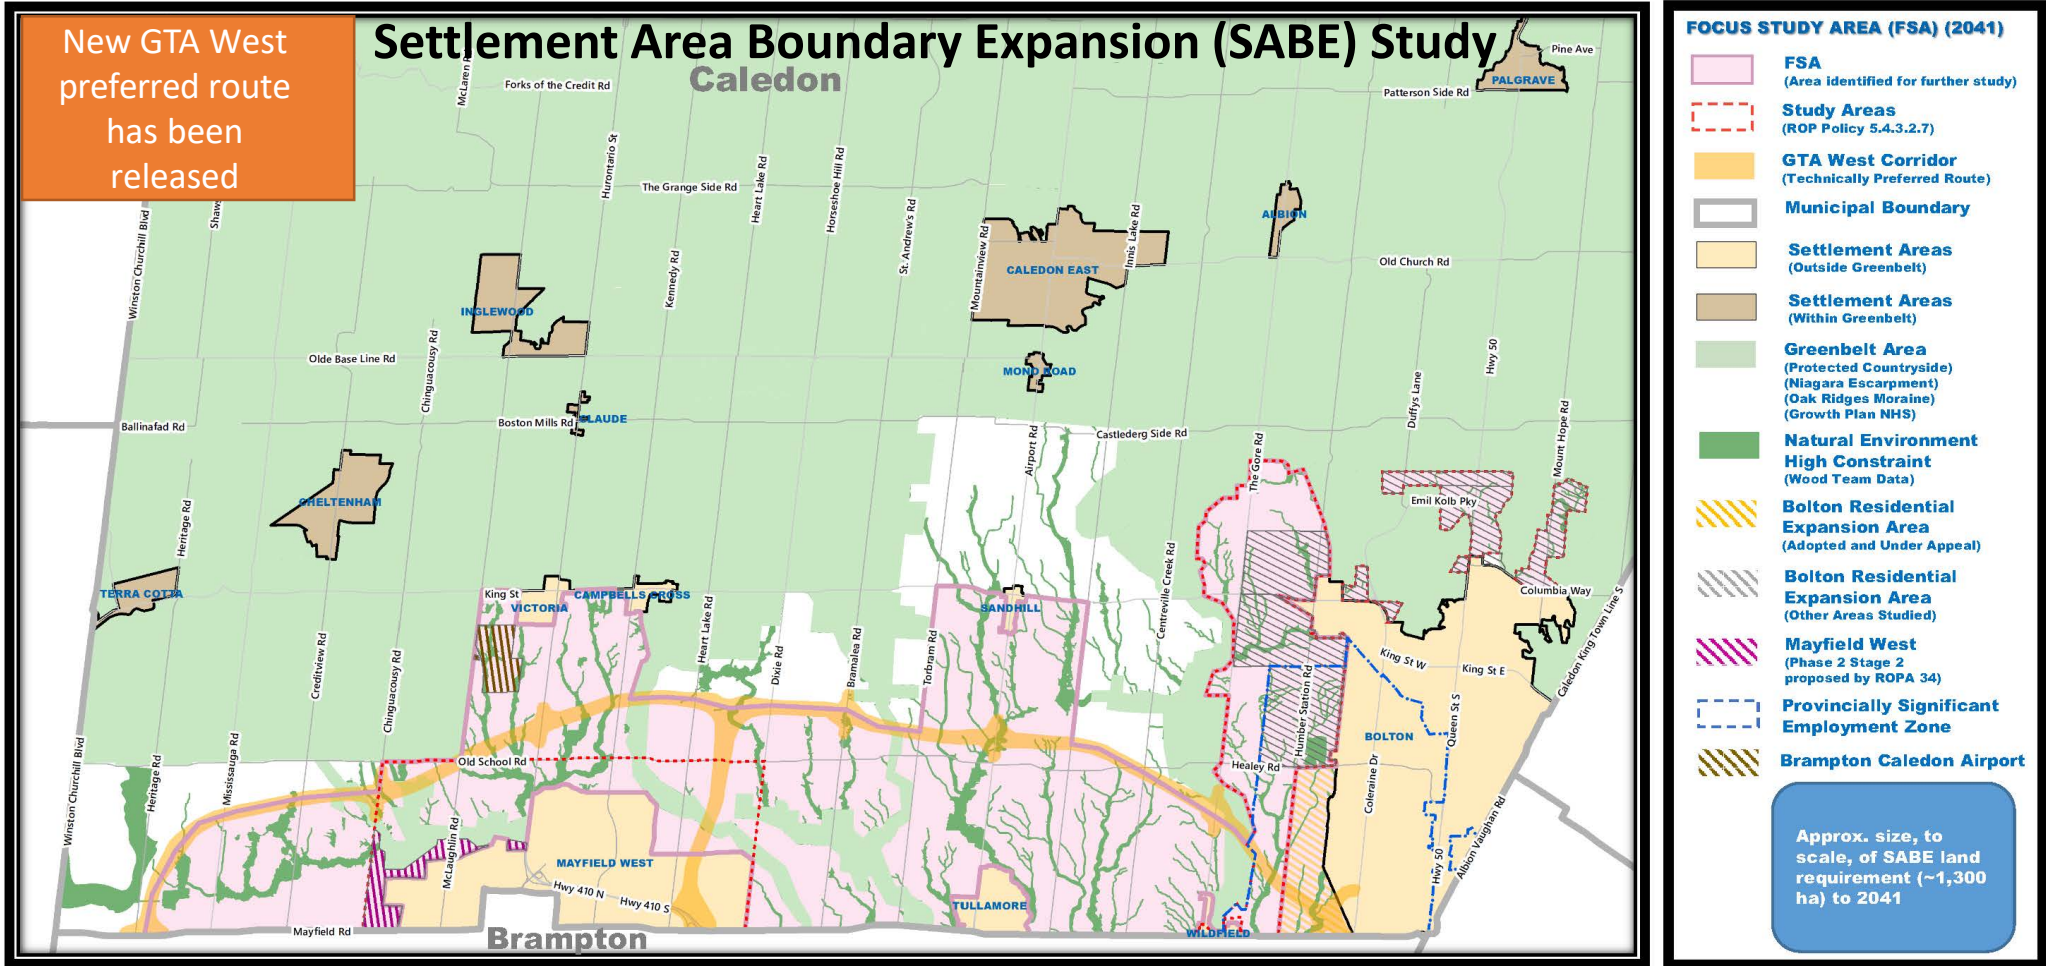 New GTA West
preferred route
has been
released
Settlement Area Boundary Expansion (SABE) Study
Caledon
Pine Ave
PALGRAVE
Patterson Side Rd
Forks of the Credit Rd
Hurontario St
The Grange Side Rd
Heart Lake Rd
Horseshoe Hill Rd
St. Andrew's Rd
Mountainview Rd
Innis Lake Rd
ALBION
CALEDON EAST
Old Church Rd
Winston Churchill Blvd
Kennedy Rd
INGLEWOOD
Olde Base Line Rd
Chinguacousy Rd
MONO ROAD
Hwy 50
Duffys Lane
Mount Hope Rd
Ballinafad Rd
Boston Mills Rd
CLAUDE
Airport Rd
Castlederg Side Rd
The Gore Rd
CHELTENHAM
Heritage Rd
Emil Kolb Pky
TERRA COTTA
King St
VICTORIA
CAMPBELLS CROSS
SANDHILL
Centreville Creek Rd
Columbia Way
Caledon King Town Line S
Creditview Rd
Chinguacousy Rd
Heart Lake Rd
Dixie Rd
Bramalea Rd
Torbram Rd
King St W
King St E
Humber Station Rd
BOLTON
Queen St S
Winston Churchill Blvd
Heritage Rd
Mississauga Rd
Old School Rd
Healey Rd
Coleraine Dr
McLaughlin Rd
MAYFIELD WEST
Hwy 410 N
Hwy 410 S
TULLAMORE
Hwy 50
Albion Vaughan Rd
WILDFIELD
Mayfield Rd
Brampton
FOCUS STUDY AREA (FSA) (2041)
FSA
(Area identified for further study)
Study Areas
(ROP Policy 5.4.3.2.7)
GTA West Corridor
(Technically Preferred Route)
Municipal Boundary
Settlement Areas
(Outside Greenbelt)
Settlement Areas
(Within Greenbelt)
Greenbelt Area
(Protected Countryside)
(Niagara Escarpment)
(Oak Ridges Moraine)
(Growth Plan NHS)
Natural Environment
High Constraint
(Wood Team Data)
Bolton Residential
Expansion Area
(Adopted and Under Appeal)
Bolton Residential
Expansion Area
(Other Areas Studied)
Mayfield West
(Phase 2 Stage 2
proposed by ROPA 34)
Provincially Significant
Employment Zone
Brampton Caledon Airport
Approx. size, to
scale, of SABE land
requirement (~1,300
ha) to 2041